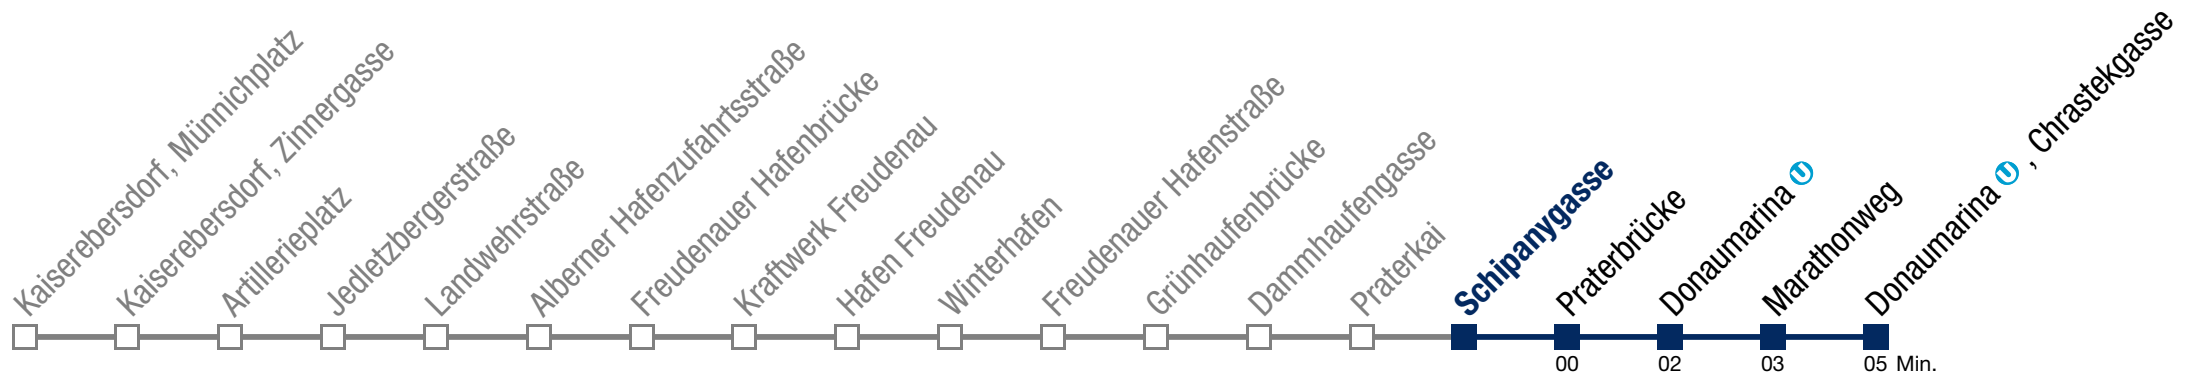 Kaiserebersdorf, Münnichplatz
Kaiserebersdorf, Zinnergasse
Artillerieplatz
Jedletzbergerstraße
Landwehrstraße
Alberner Hafenzufahrtsstraße
Freudenauer Hafenbrücke
Kraftwerk Freudenau
Hafen Freudenau
Winterhafen
Freudenauer Hafenstraße
Grünhaufenbrücke
Dammhaufengasse
Praterkai
Schipanygasse
Praterbrücke
Donaumarina U
Marathonweg
Donaumarina U , Chrastekgasse
00 02 03 05 Min.